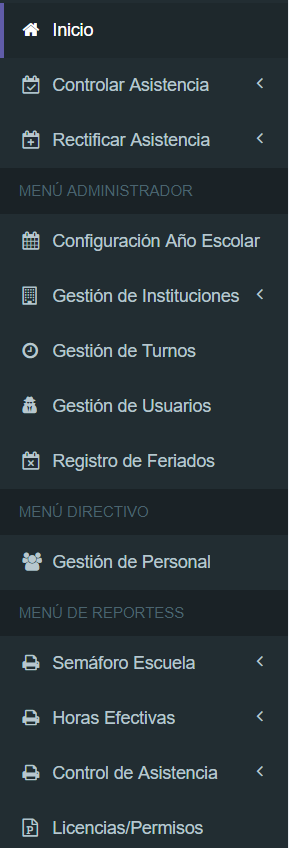 Inicio
Controlar Asistencia
Rectificar Asistencia
MENÚ ADMINISTRADOR
Configuración Año Escolar
Gestión de Instituciones
Gestión de Turnos
Gestión de Usuarios
Registro de Feriados
MENÚ DIRECTIVO
Gestión de Personal
MENÚ DE REPORTESS
Semáforo Escuela
Horas Efectivas
Control de Asistencia
Licencias/Permisos